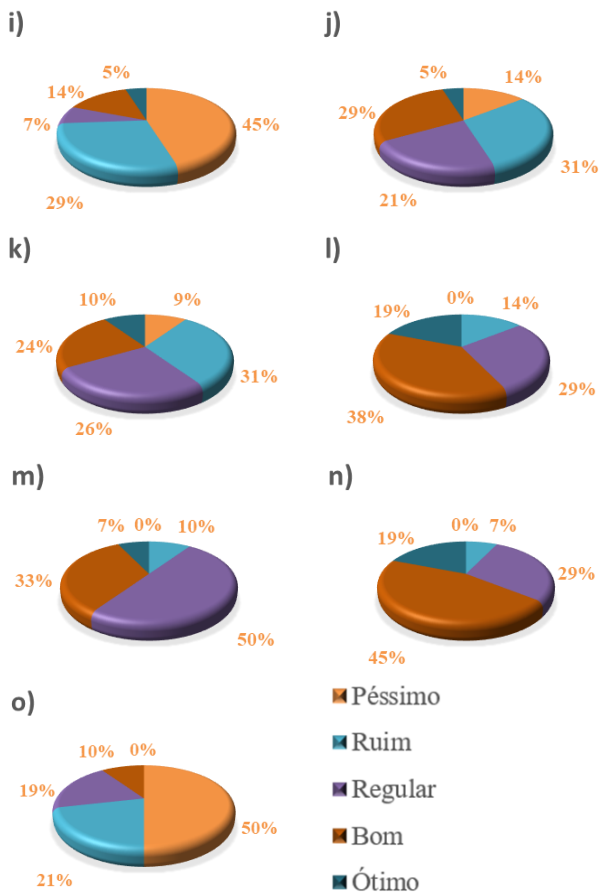 i)
5%
14%
7%
45%
29%
j)
5%
14%
29%
31%
21%
k)
10%
9%
24%
31%
26%
l)
19%
0%
14%
29%
38%
m)
7%
0%
10%
33%
50%
n)
19%
0%
7%
29%
45%
o)
10%
0%
19%
50%
21%
Péssimo
Ruim
Regular
Bom
Ótimo